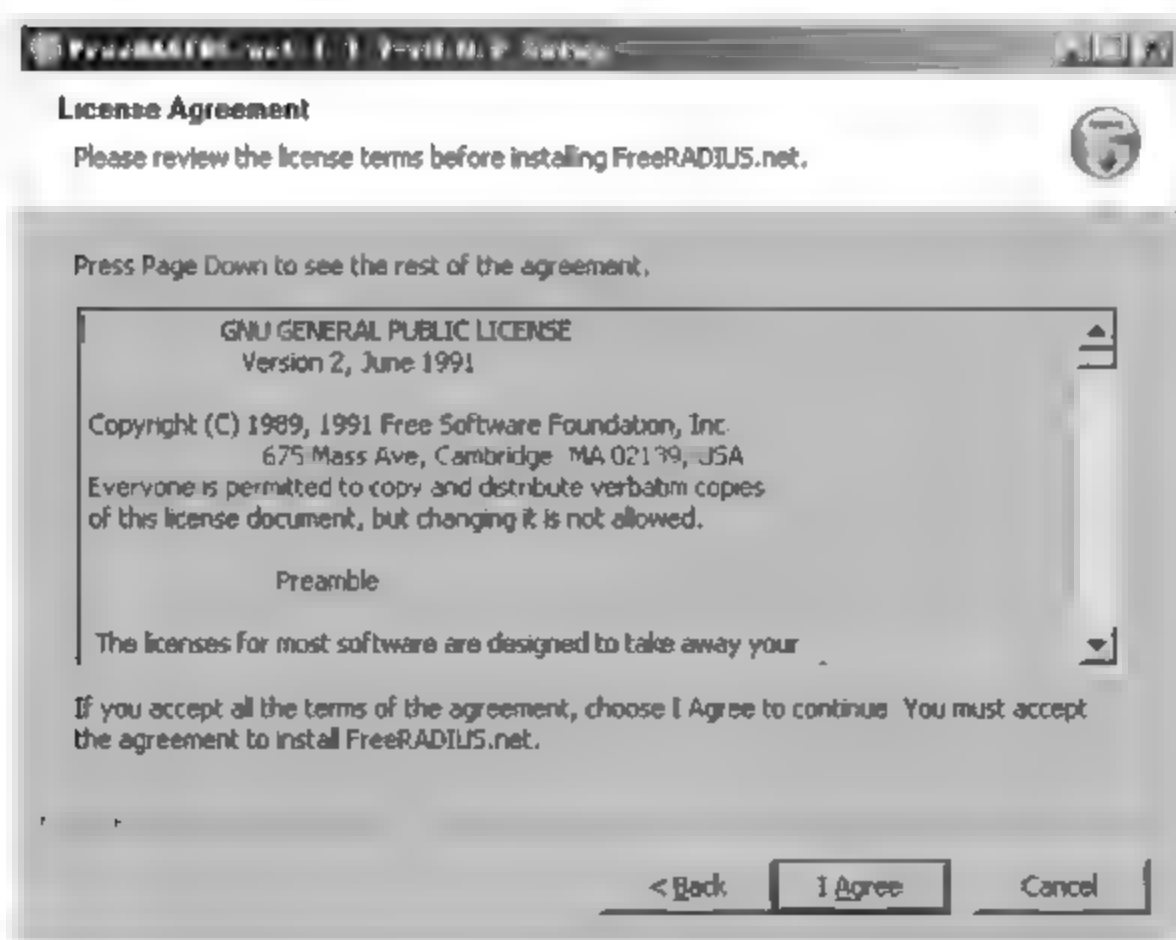 License Agreement
Please review the license terms before installing FreeRADIUS.net.
Press Page Down to see the rest of the agreement.
GNU GENERAL PUBLIC LICENSE
Version 2, June 1991
Copyright (C) 1989, 1991 Free Software Foundation, Inc.
675 Mass Ave, Cambridge, MA 02139, USA
Everyone is permitted to copy and distribute verbatim copies
of this license document, but changing it is not allowed.
Preamble
The licenses for most software are designed to take away your
If you accept all the terms of the agreement, choose I Agree to continue. You must accept
the agreement to install FreeRADIUS.net.
< Back
I Agree
Cancel